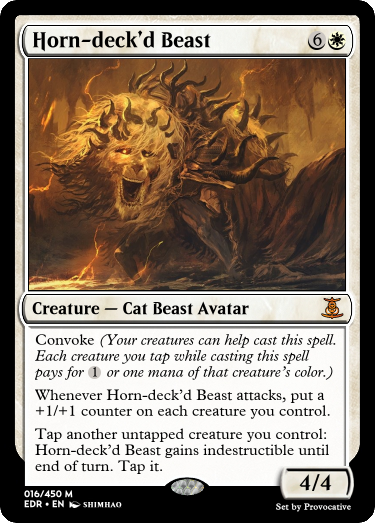 Horn-deck’d Beast 6
Creature — Cat Beast Avatar
Convoke (Your creatures can help cast this spell.
Each creature you tap while casting this spell
pays for 1 or one mana of that creature’s color.)
Whenever Horn-deck’d Beast attacks, put a
+1/+1 counter on each creature you control.
Tap another untapped creature you control:
Horn-deck’d Beast gains indestructible until
end of turn. Tap it.
4/4
016/450 M
EDR • EN SHIMHAO
Set by Provocative